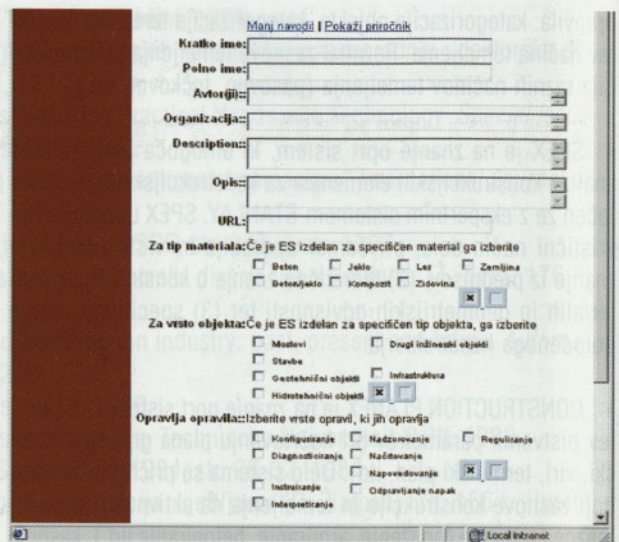 Manj navodil | Pokaži priročnik
Kratko ime:
Polno ime:
Avtor(ji)::
Organizacija::
Description::
Opis:
URL:
Za tip materiala: Če je ES izdelan za specifičen material ga izberite
Beton Jeklo Les Zemljina
Beton/jeklo Kompozit Zidovina
Za vrsto objekta: Če je ES izdelan za specifičen tip objekta, ga izberite
Mostovi Drugi inženirski objekti
Stavbe
Geotehnični objekti Infrastruktura
Hidrotehnični objekti
Opravlja opravila:: Izberite vrste opravil, ki jih opravlja
Konfiguriranje Nadzorovanje Reguliranje
Diagnosticiranje Načrtovanje
Napovedovanje
Instruiranje Odpravljanje napak
Interpretiranje
Local intranet